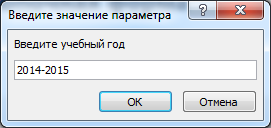 Введите значение параметра
Введите учебный год
2014-2015
OK
Отмена